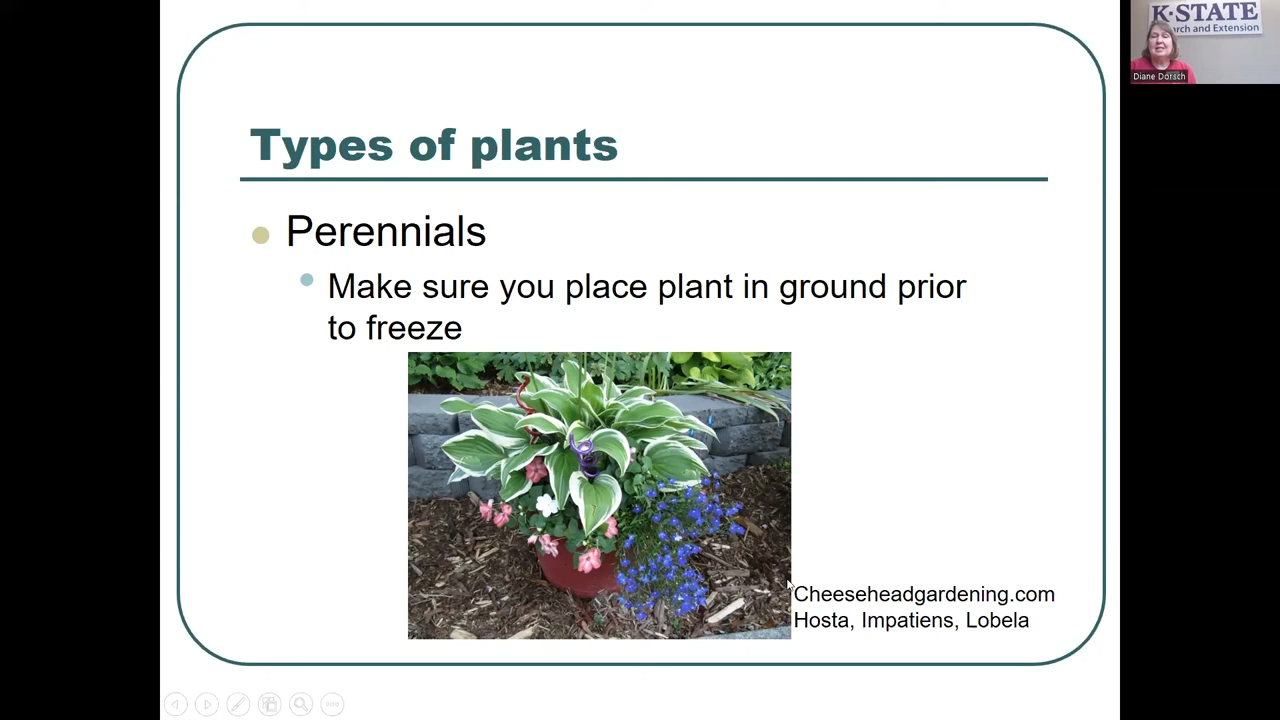 Types of plants
Perennials
Make sure you place plant in ground prior
to freeze
Cheeseheadgardening.com
Hosta, Impatiens, Lobela
K-STATE
rch and Extension
Diane Dorsch